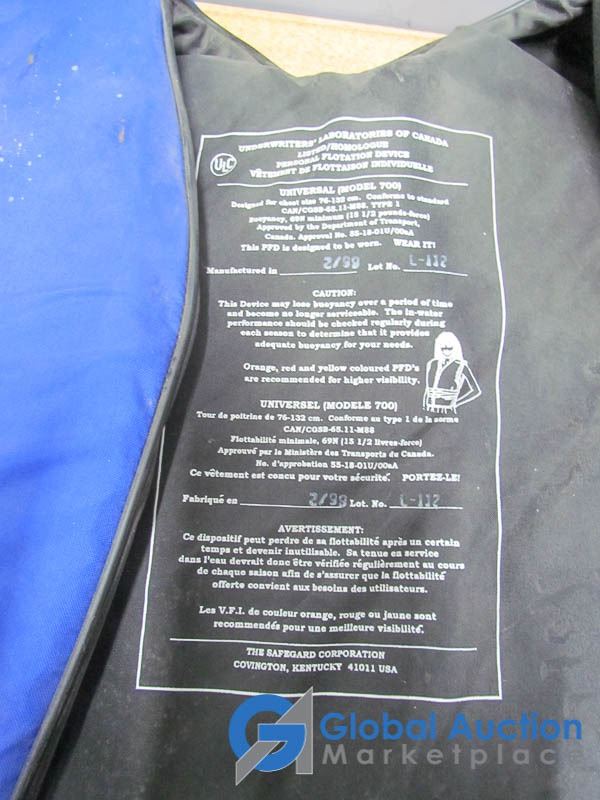 ULC
UNDERWRITERS' LABORATORIES OF CANADA
LISTED/HOMOLOGUE
PERSONAL FLOTATION DEVICE
VÊTEMENT DE FLOTTAISON INDIVIDUELLE
UNIVERSAL (MODEL 700)
Designed for chest size 76-132 cm. Conforms to standard
CAN/CGSB-65.11-M88. TYPE 1
Buoyancy, 69N minimum (15 1/2 pounds-force)
Approved by the Department of Transport,
Canada. Approval No. 55-18-01U/00aA
This PFD is designed to be worn. WEAR IT!
Manufactured in 2/99 Lot No. L-112
CAUTION:
This Device may lose buoyancy over a period of time
and become no longer serviceable. The in-water
performance should be checked regularly during
each season to determine that it provides
adequate buoyancy for your needs.
Orange, red and yellow coloured PFD's
are recommended for higher visibility.
UNIVERSEL (MODELE 700)
Tour de poitrine de 76-132 cm. Conforme au type 1 de la norme
CAN/CGSB-65.11-M88
Flottabilité minimale, 69N (15 1/2 livres-force)
Approuvé par le Ministère des Transports du Canada.
No. d'approbation 55-18-01U/00aA
Ce vêtement est concu pour votre sécurité. PORTEZ-LE!
Fabriqué en 2/99 Lot. No. L-112
AVERTISSEMENT:
Ce dispositif peut perdre de sa flottabilité après un certain
temps et devenir inutilisable. Sa tenue en service
dans l'eau devrait donc être vérifiée régulièrement au cours
de chaque saison afin de s'assurer que la flottabilité
offerte convient aux besoins des utilisateurs.
Les V.F.I. de couleur orange, rouge ou jaune sont
recommendés pour une meilleure visibilité.
THE SAFEGARD CORPORATION
COVINGTON, KENTUCKY 41011 USA
Global Auction
Marketplace